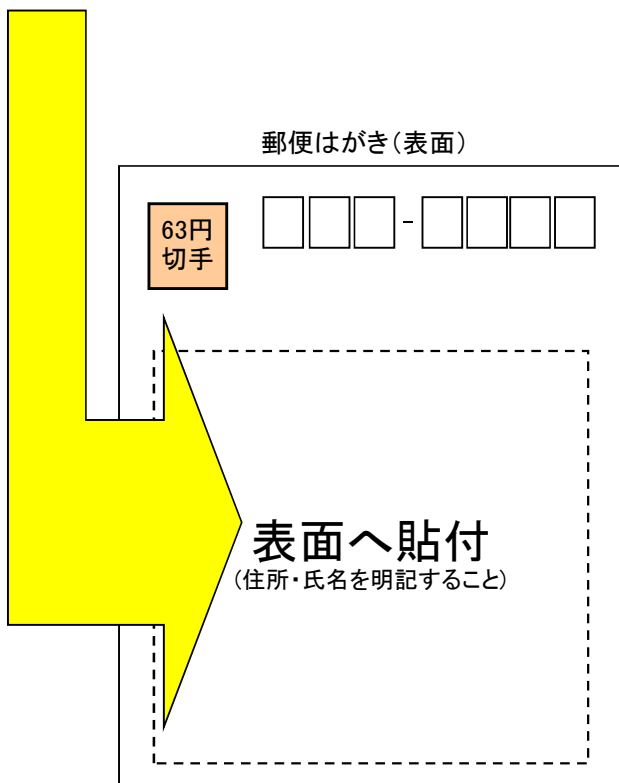 郵便はがき（表面）
63円
切手
-
表面へ貼付
（住所・氏名を明記すること）